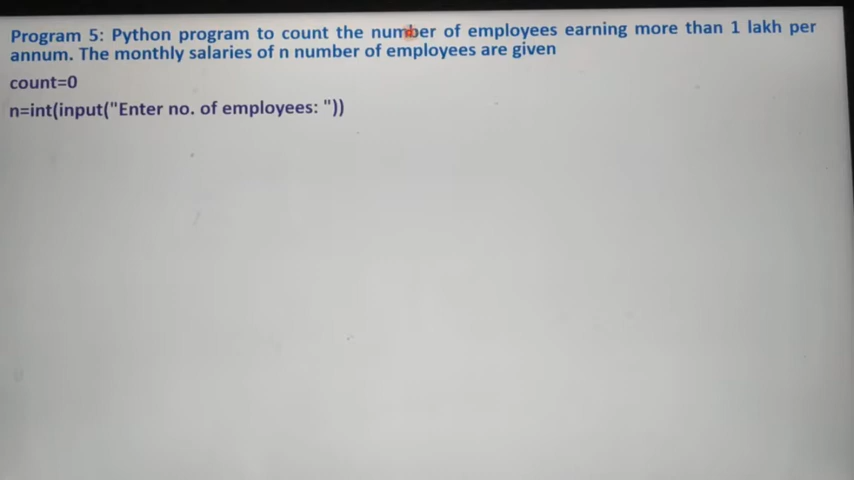 Program 5: Python program to count the number of employees earning more than 1 lakh per
annum. The monthly salaries of n number of employees are given
count=0
n=int(input("Enter no. of employees: "))